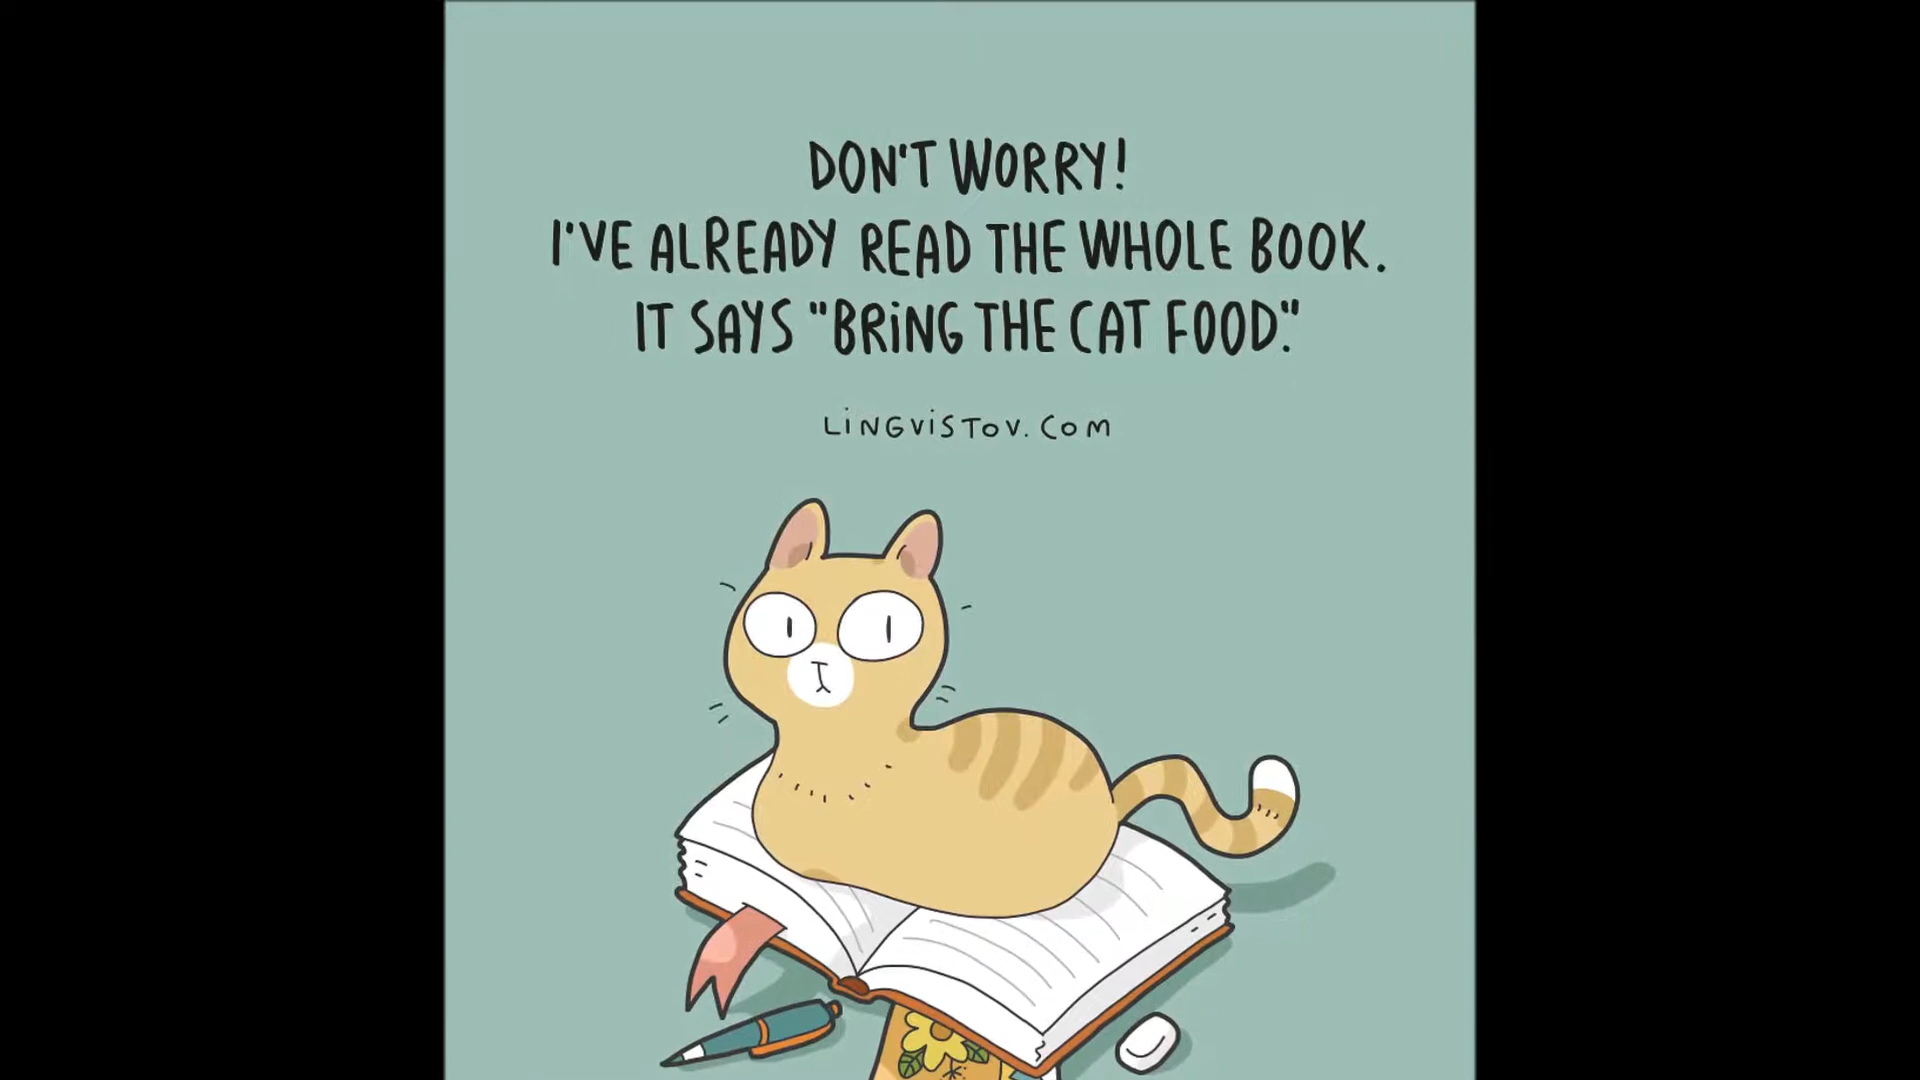 DON'T WORRY!
I'VE ALREADY READ THE WHOLE BOOK.
IT SAYS "BRING THE CAT FOOD."
LINGVISTOV.COM